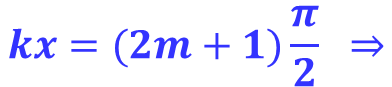 kx = (2m + 1) π/2 ⇒